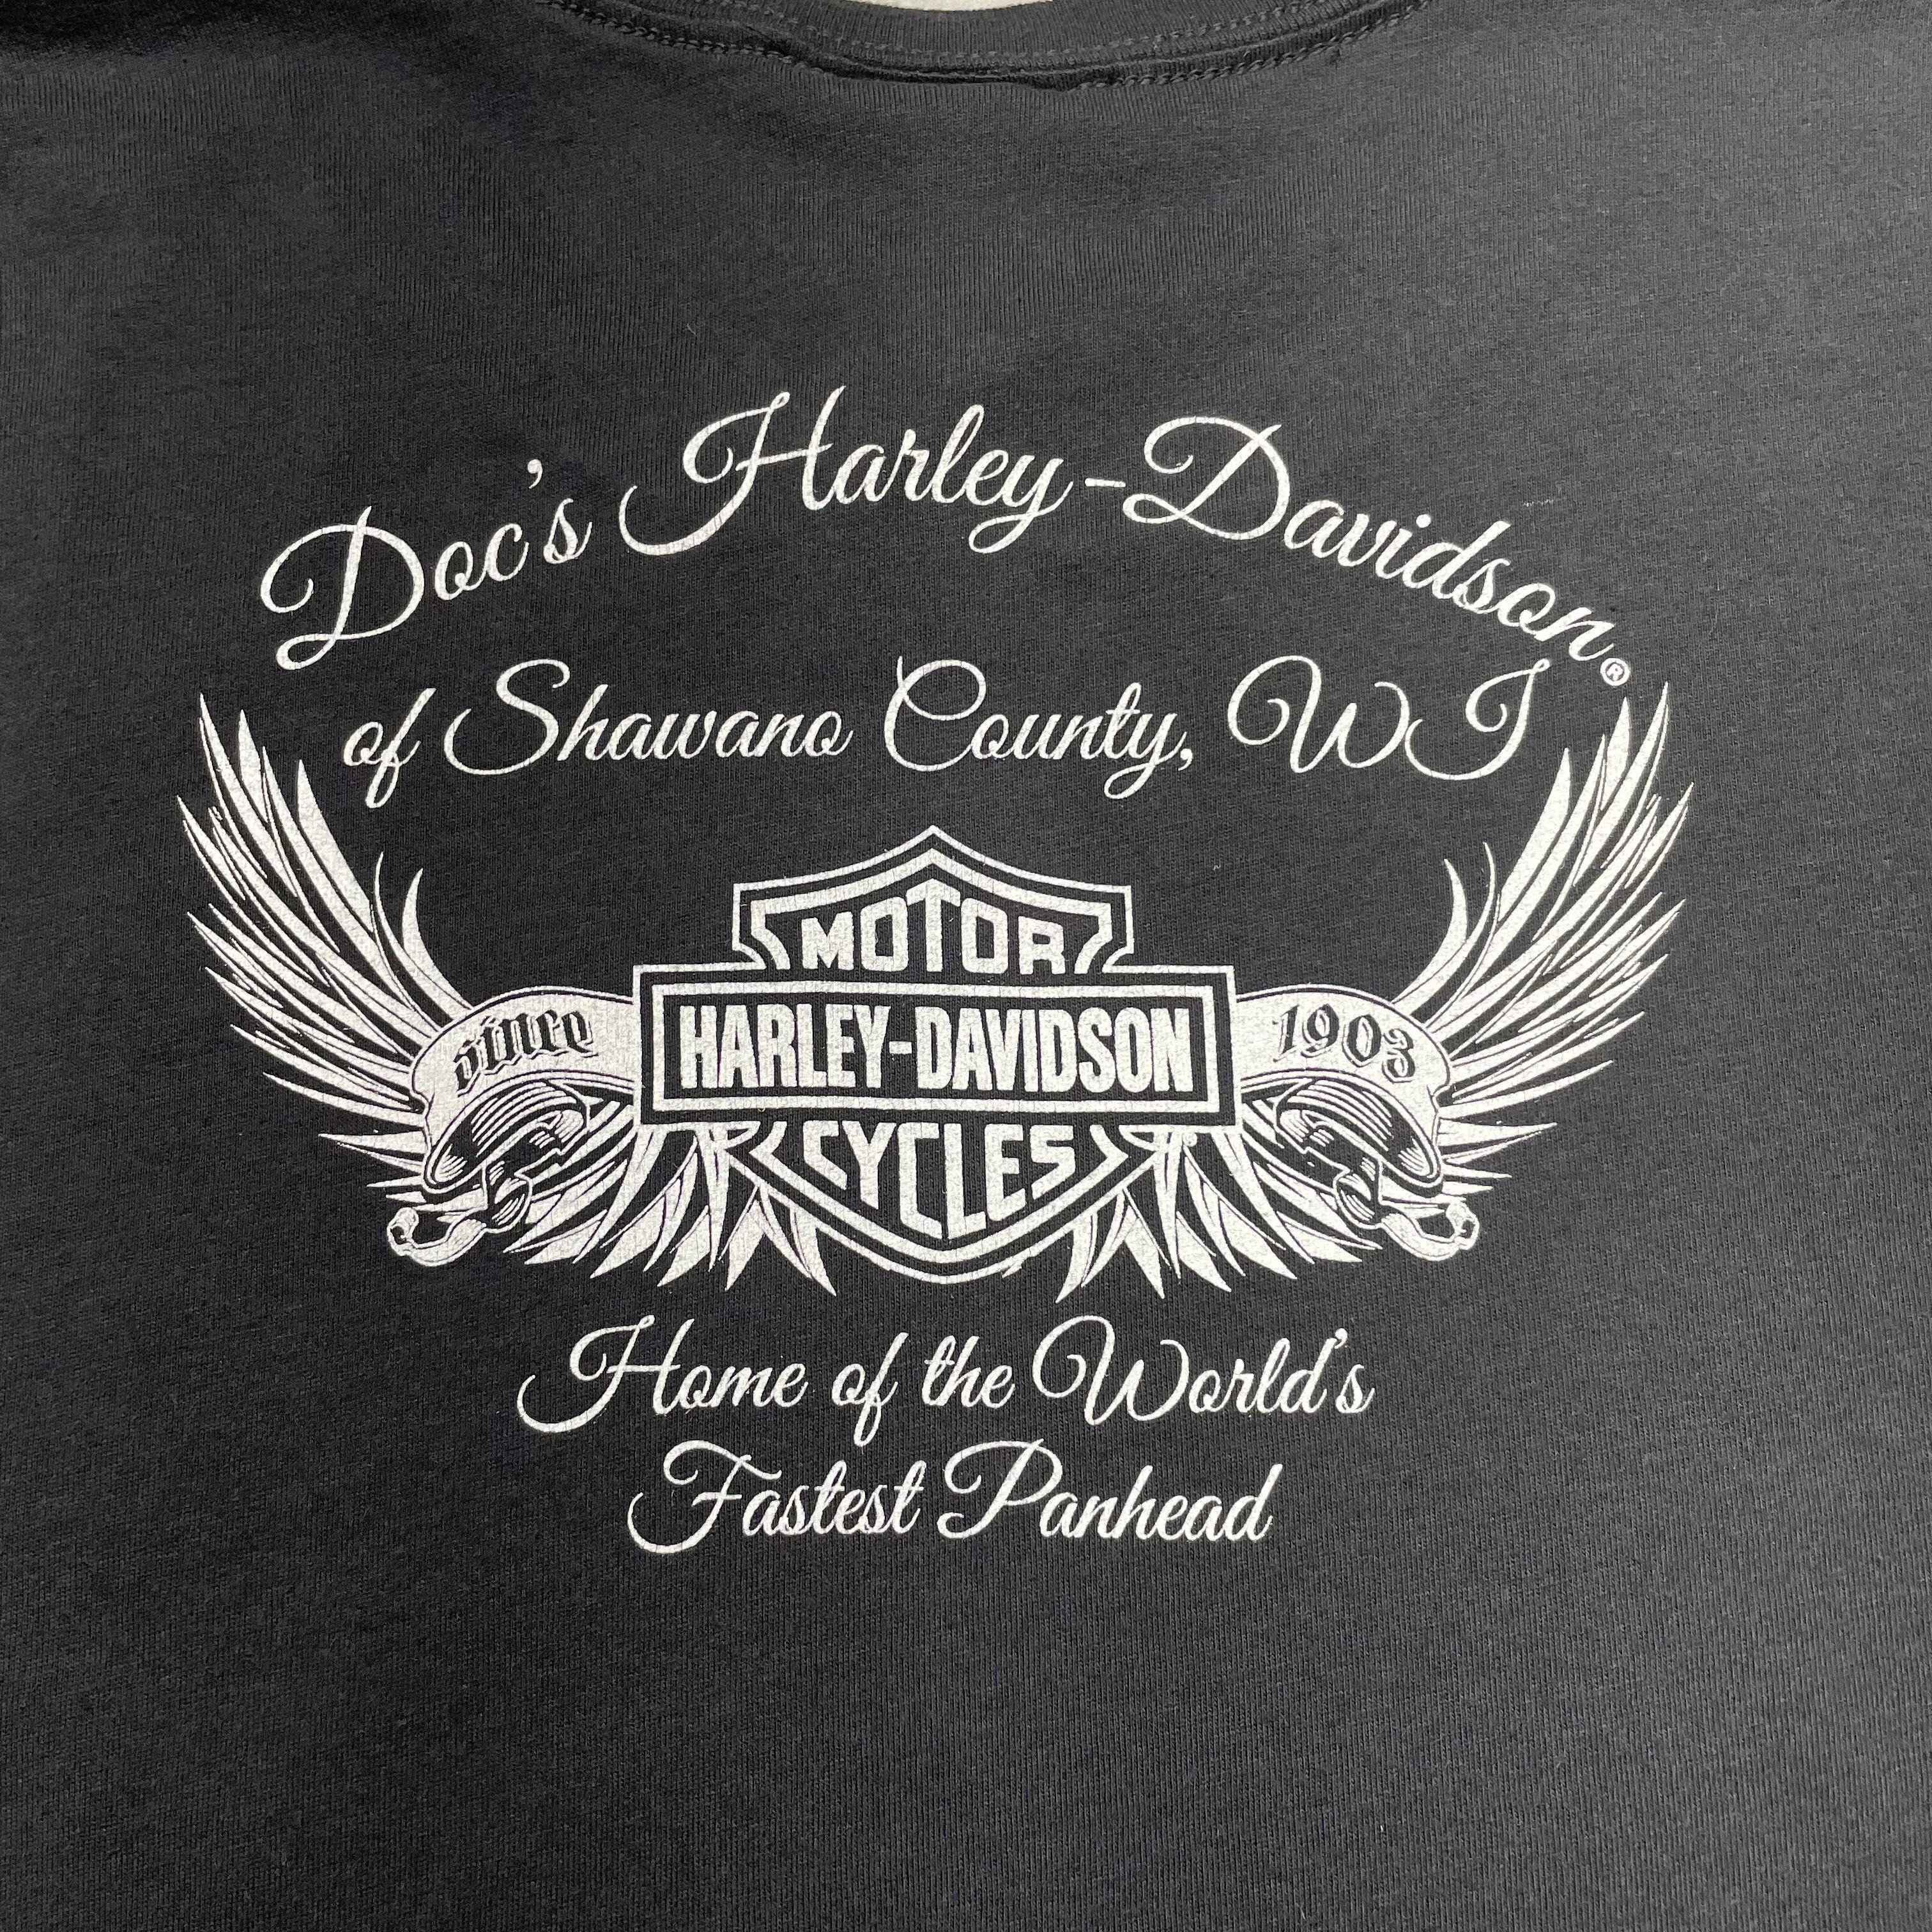 Doc's Harley-Davidson®
of Shawano County, WI
MOTOR
since HARLEY-DAVIDSON 1903
CYCLES
Home of the World's
Fastest Panhead